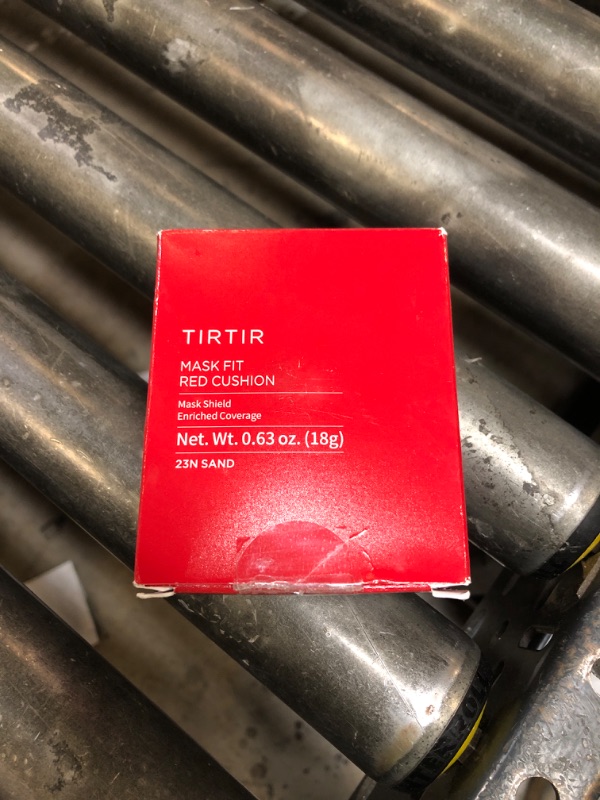 TIRTIR
MASK FIT
RED CUSHION
Mask Shield
Enriched Coverage
Net. Wt. 0.63 oz. (18g)
23N SAND